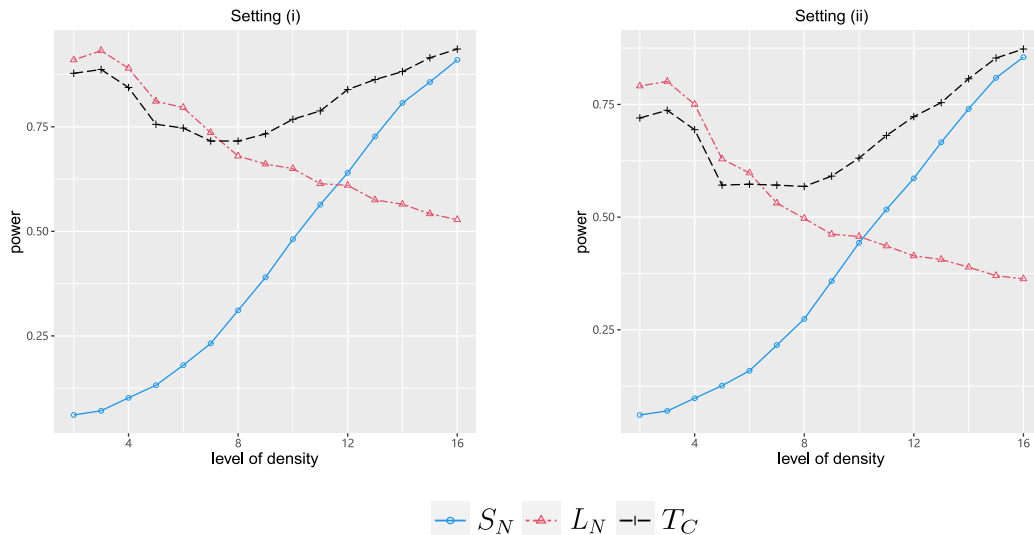 Setting (i)
power
0.75
0.50
0.25
4 8 12 16
level of density
Setting (ii)
power
0.75
0.50
0.25
4 8 12 16
level of density
S_N L_N T_C